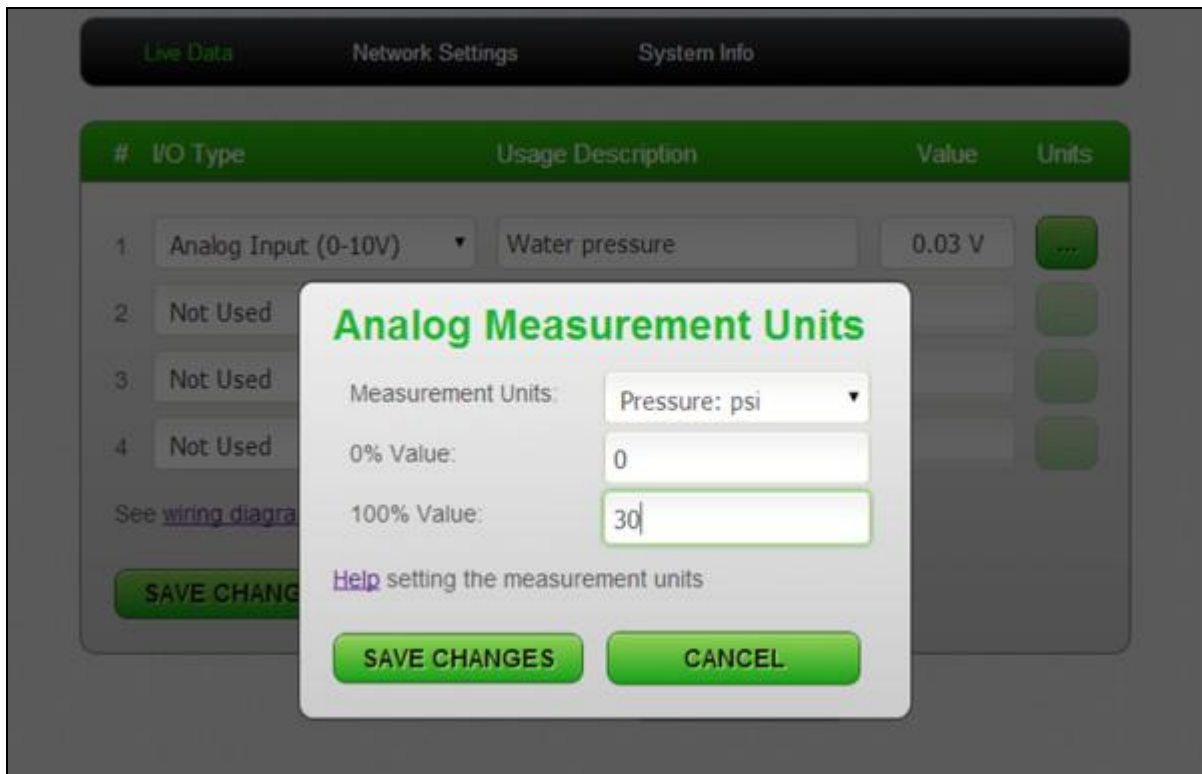 Live Data Network Settings System Info
# I/O Type Usage Description Value Units
1 Analog Input (0-10V) Water pressure 0.03 V ...
2 Not Used
3 Not Used
4 Not Used
See wiring diagra
SAVE CHANG
Analog Measurement Units
Measurement Units: Pressure: psi
0% Value: 0
100% Value: 30
Help setting the measurement units
SAVE CHANGES CANCEL